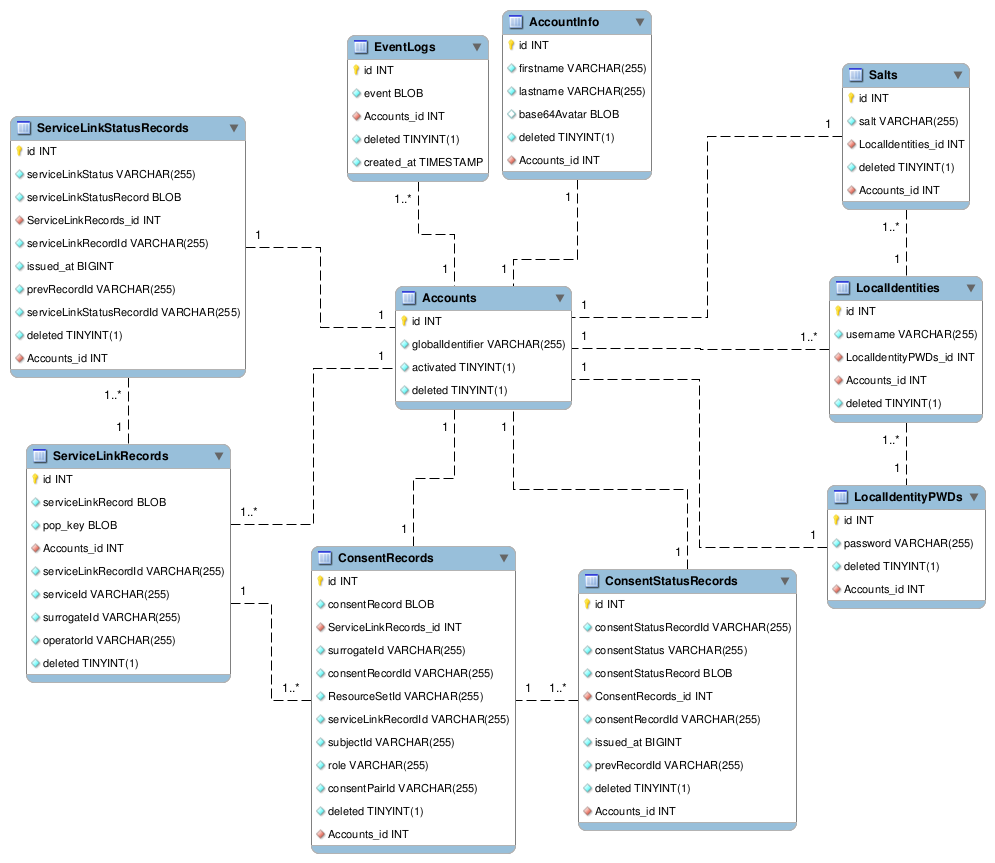 AccountInfo
id INT
firstname VARCHAR(255)
lastname VARCHAR(255)
base64Avatar BLOB
deleted TINYINT(1)
Accounts_id INT
EventLogs
id INT
event BLOB
Accounts_id INT
deleted TINYINT(1)
created_at TIMESTAMP
Salts
id INT
salt VARCHAR(255)
LocalIdentities_id INT
deleted TINYINT(1)
Accounts_id INT
ServiceLinkStatusRecords
id INT
serviceLinkStatus VARCHAR(255)
serviceLinkStatusRecord BLOB
ServiceLinkRecords_id INT
serviceLinkRecordId VARCHAR(255)
issued_at BIGINT
prevRecordId VARCHAR(255)
serviceLinkStatusRecordId VARCHAR(255)
deleted TINYINT(1)
Accounts_id INT
1
1..*
1
1..*
1
1
1
1
1
Accounts
id INT
globalIdentifier VARCHAR(255)
activated TINYINT(1)
deleted TINYINT(1)
1
1
1
1..*
1
1
1
1
LocalIdentities
id INT
username VARCHAR(255)
LocalIdentityPWDs_id INT
Accounts_id INT
deleted TINYINT(1)
1..*
1
1..*
1
ServiceLinkRecords
id INT
serviceLinkRecord BLOB
pop_key BLOB
Accounts_id INT
serviceLinkRecordId VARCHAR(255)
serviceId VARCHAR(255)
surrogateId VARCHAR(255)
operatorId VARCHAR(255)
deleted TINYINT(1)
1..*
1
1..*
1
1
1
LocalIdentityPWDs
id INT
password VARCHAR(255)
deleted TINYINT(1)
Accounts_id INT
ConsentRecords
id INT
consentRecord BLOB
ServiceLinkRecords_id INT
surrogateId VARCHAR(255)
consentRecordId VARCHAR(255)
ResourceSetId VARCHAR(255)
serviceLinkRecordId VARCHAR(255)
subjectId VARCHAR(255)
role VARCHAR(255)
consentPairId VARCHAR(255)
deleted TINYINT(1)
Accounts_id INT
1
1..*
ConsentStatusRecords
id INT
consentStatusRecordId VARCHAR(255)
consentStatus VARCHAR(255)
consentStatusRecord BLOB
ConsentRecords_id INT
consentRecordId VARCHAR(255)
issued_at BIGINT
prevRecordId VARCHAR(255)
deleted TINYINT(1)
Accounts_id INT